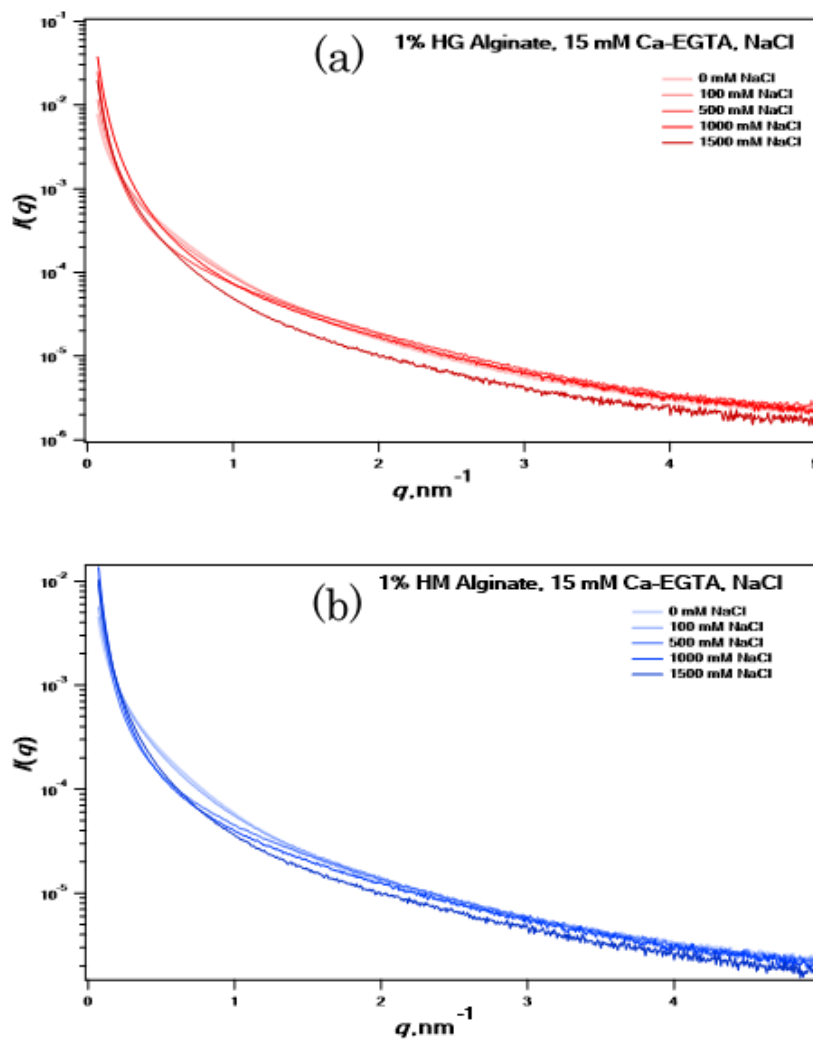 (a)
1% HG Alginate, 15 mM Ca-EGTA, NaCl
0 mM NaCl
100 mM NaCl
500 mM NaCl
1000 mM NaCl
1500 mM NaCl
10⁻¹
10⁻²
10⁻³
10⁻⁴
10⁻⁵
10⁻⁶
I(q)
0 1 2 3 4 5
q.nm⁻¹
(b)
1% HM Alginate, 15 mM Ca-EGTA, NaCl
0 mM NaCl
100 mM NaCl
500 mM NaCl
1000 mM NaCl
1500 mM NaCl
10⁻²
10⁻³
10⁻⁴
10⁻⁵
I(q)
0 1 2 3 4
q.nm⁻¹